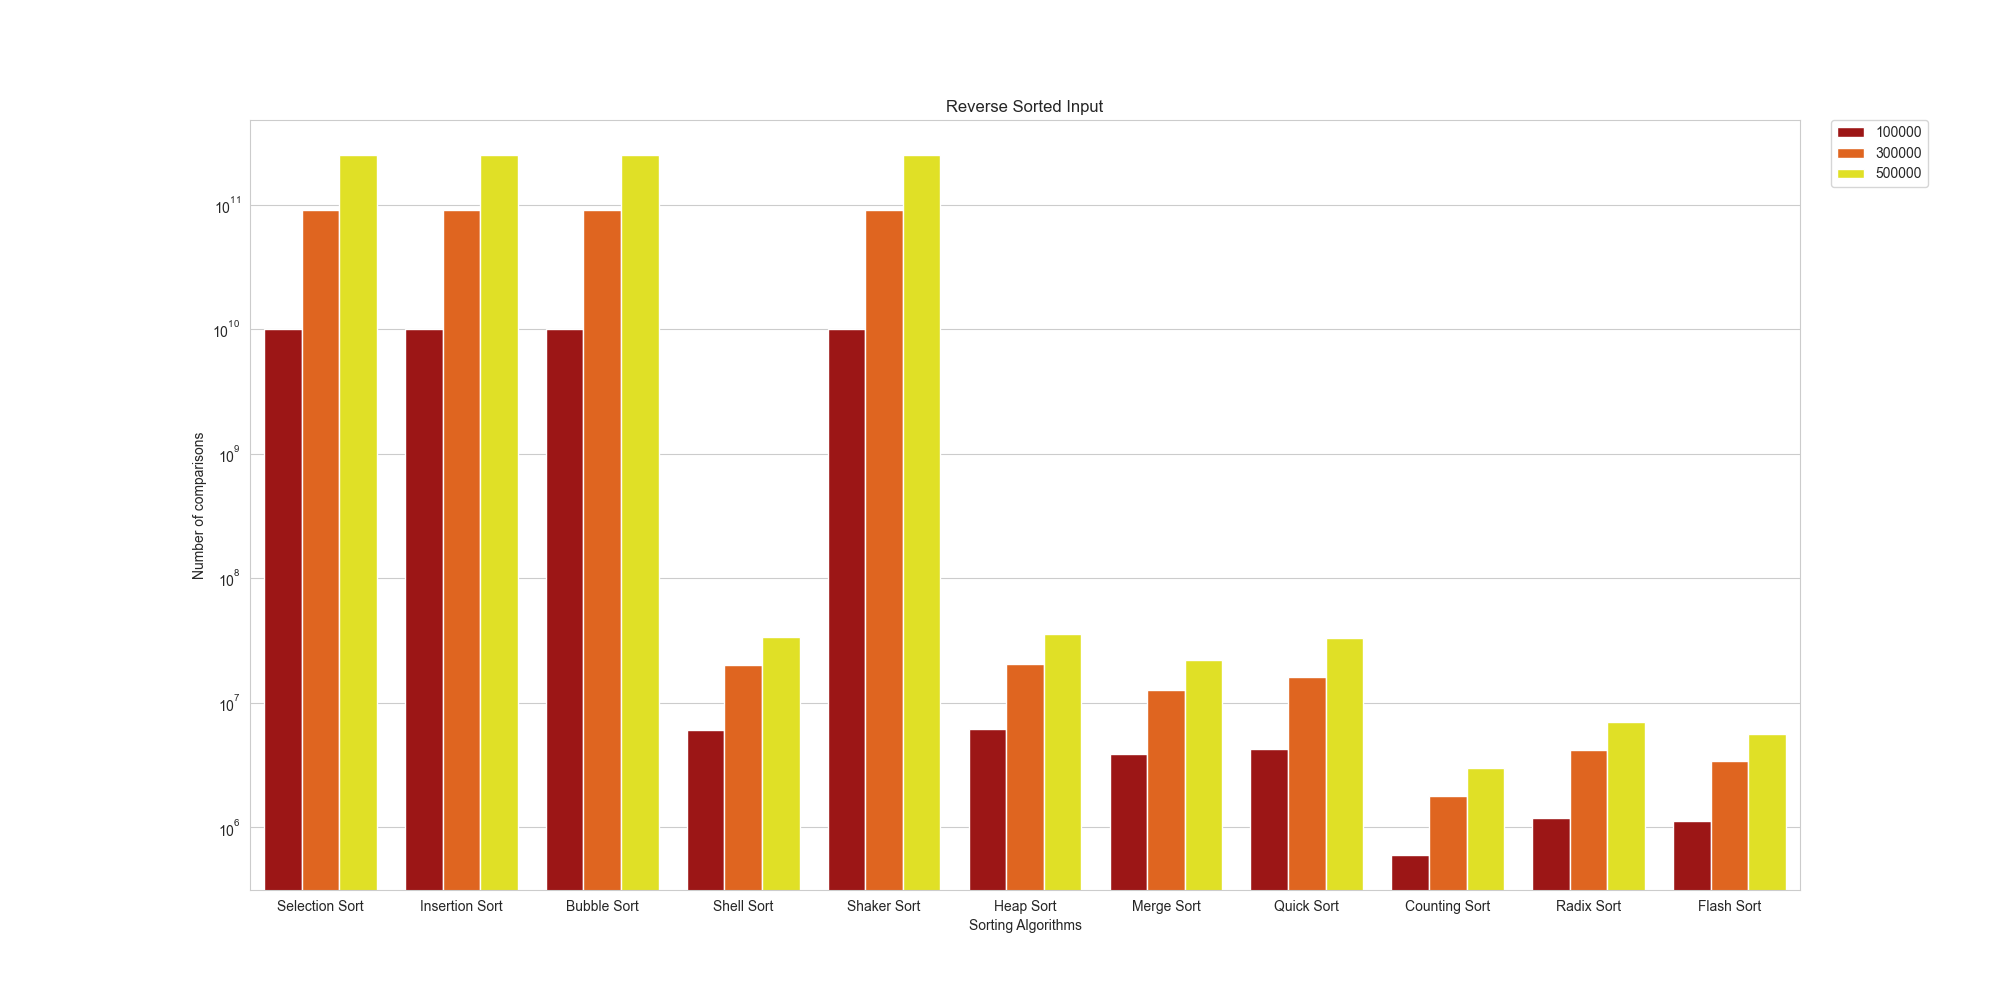 Reverse Sorted Input
100000
300000
500000
10^11
10^10
10^9
10^8
10^7
10^6
Number of comparisons
Selection Sort
Insertion Sort
Bubble Sort
Shell Sort
Shaker Sort
Heap Sort
Merge Sort
Quick Sort
Counting Sort
Radix Sort
Flash Sort
Sorting Algorithms